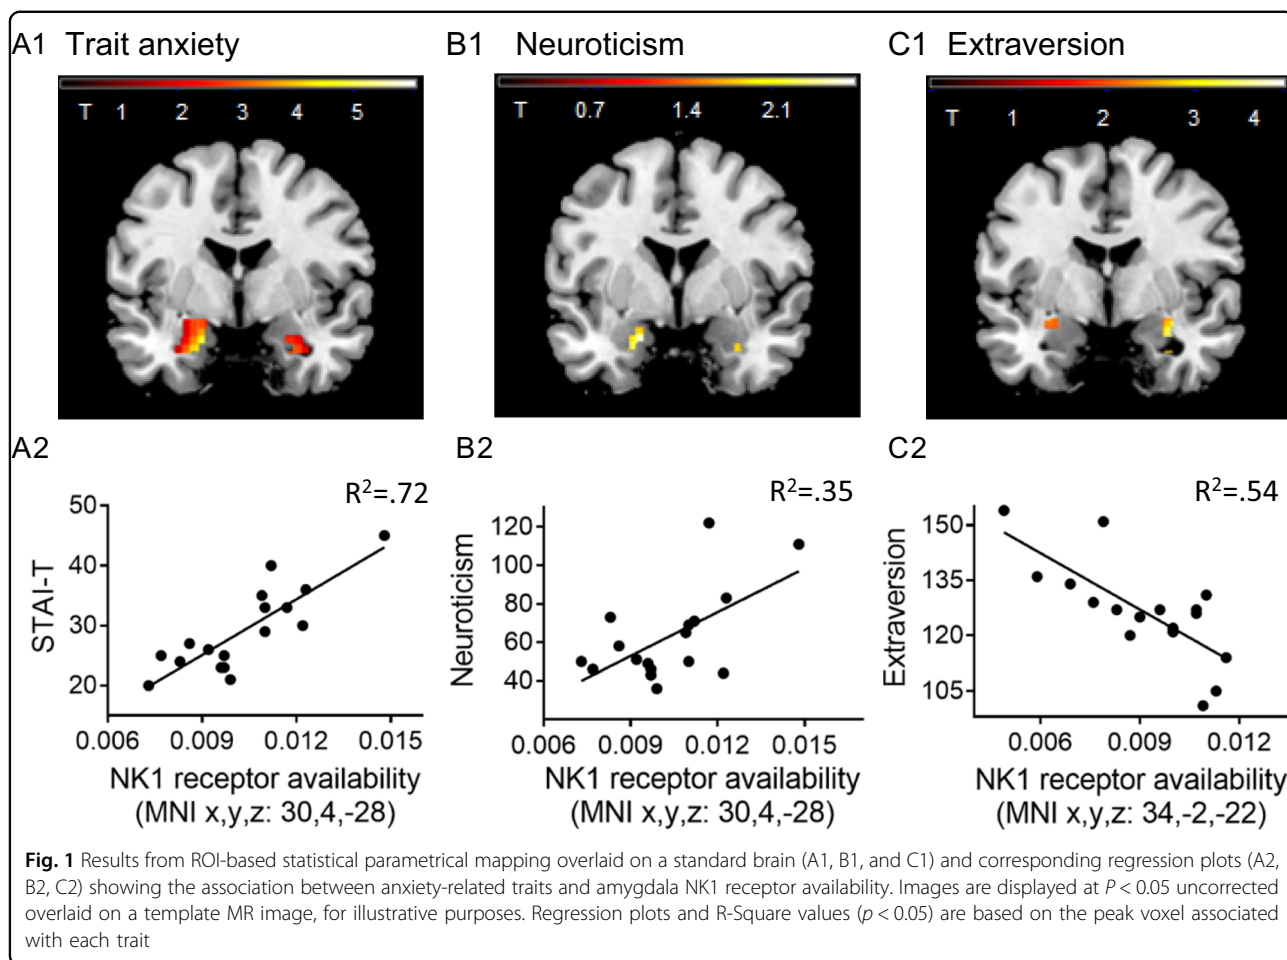 A1 Trait anxiety
B1 Neuroticism
C1 Extraversion
T 1 2 3 4 5
T 0.7 1.4 2.1
T 1 2 3 4
A2
R²=.72
50
40
30
20
STAI-T
0.006 0.009 0.012 0.015
NK1 receptor availability
(MNI x,y,z: 30,4,-28)
B2
R²=.35
120
100
80
60
40
Neuroticism
0.006 0.009 0.012 0.015
NK1 receptor availability
(MNI x,y,z: 30,4,-28)
C2
R²=.54
150
135
120
105
Extraversion
0.006 0.009 0.012
NK1 receptor availability
(MNI x,y,z: 34,-2,-22)
Fig. 1 Results from ROI-based statistical parametrical mapping overlaid on a standard brain (A1, B1, and C1) and corresponding regression plots (A2,
B2, C2) showing the association between anxiety-related traits and amygdala NK1 receptor availability. Images are displayed at P < 0.05 uncorrected
overlaid on a template MR image, for illustrative purposes. Regression plots and R-Square values (p < 0.05) are based on the peak voxel associated
with each trait